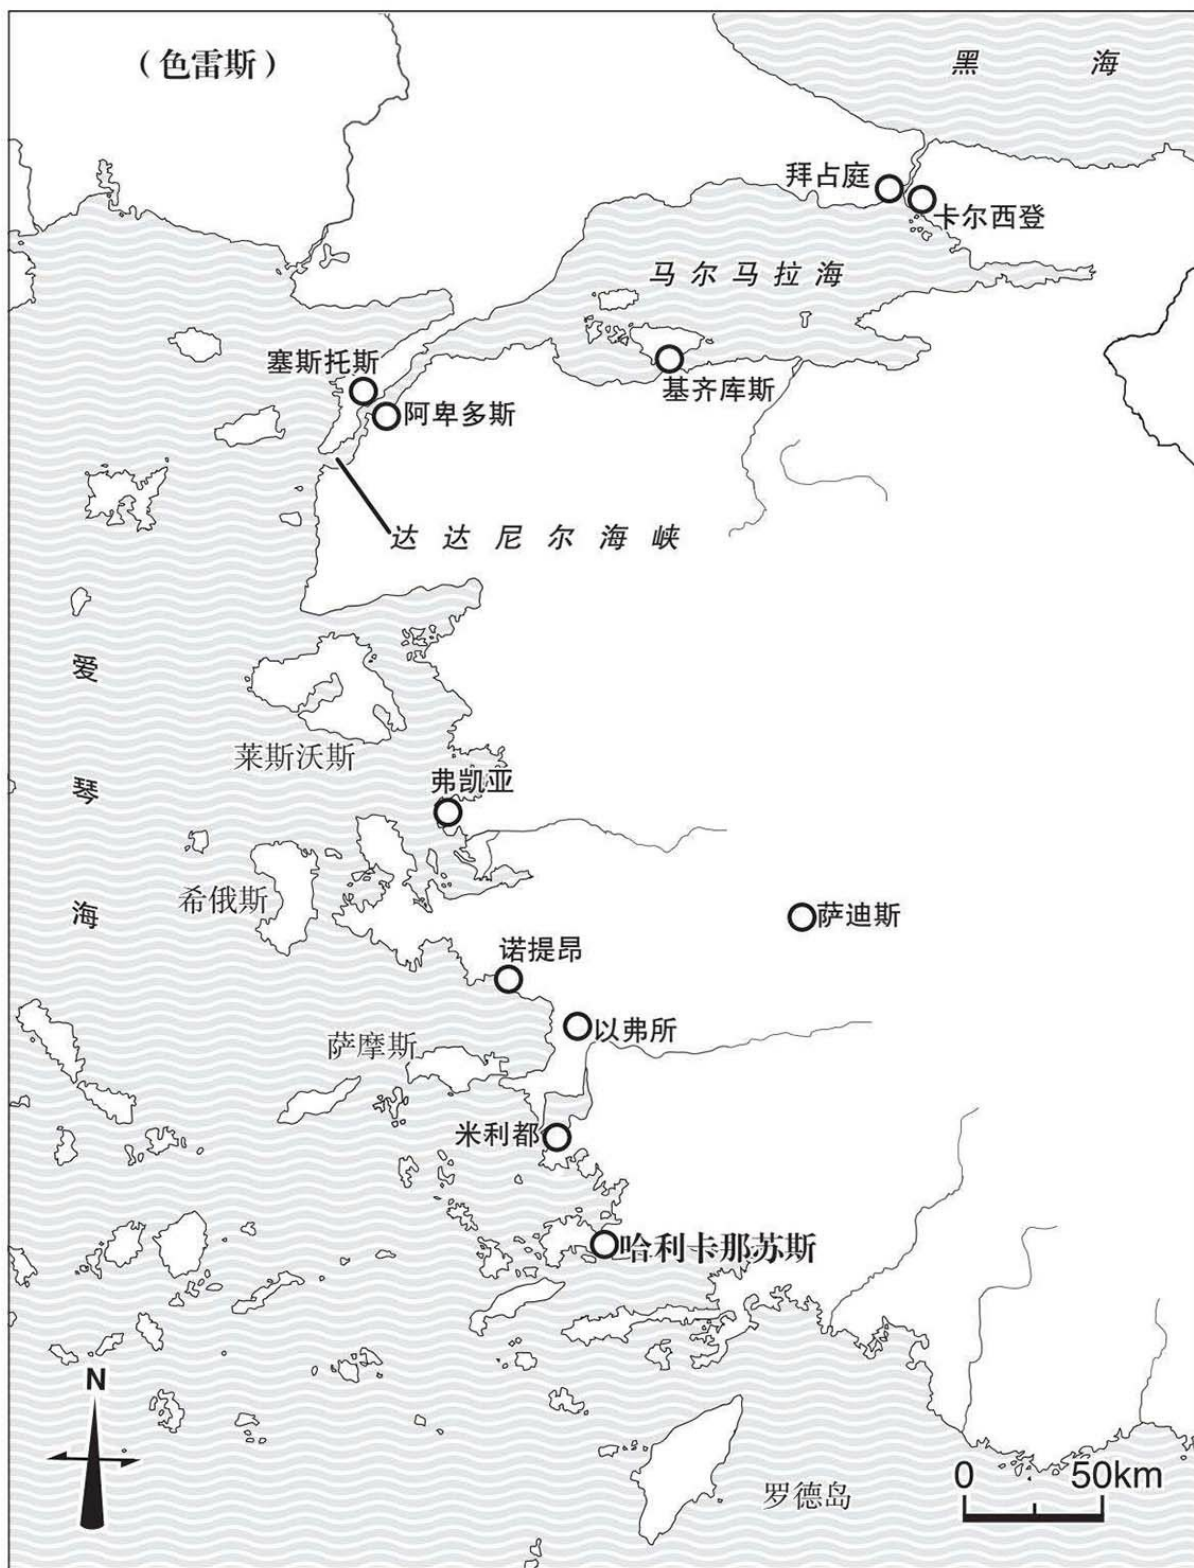 （色雷斯）
黑海
拜占庭
卡尔西登
马尔马拉海
塞斯托斯
基齐库斯
阿卑多斯
达达尼尔海峡
爱琴海
莱斯沃斯
弗凯亚
希俄斯
萨迪斯
诺提昂
以弗所
萨摩斯
米利都
哈利卡那苏斯
N
罗德岛
0 50km